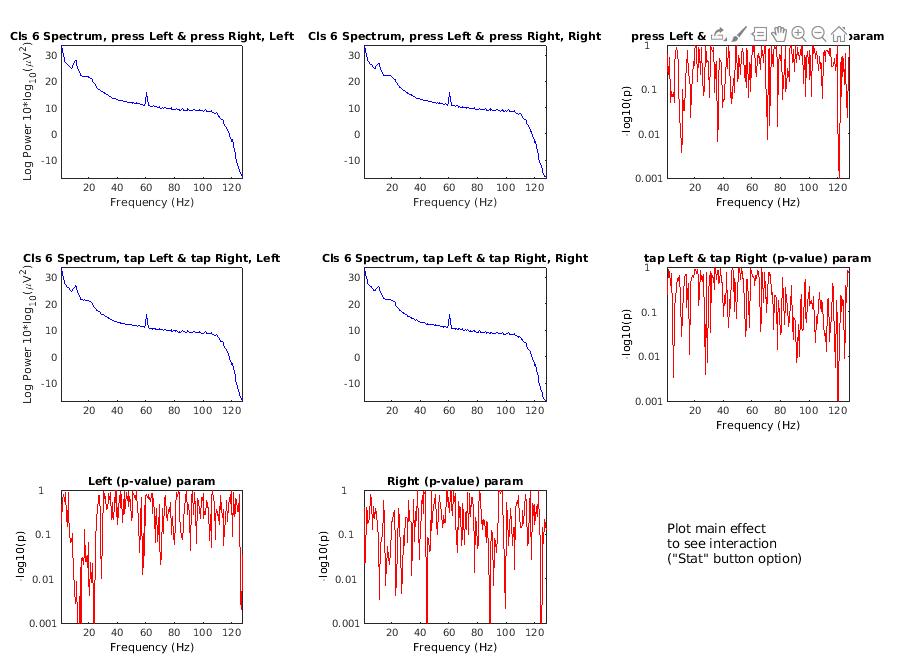 Cls 6 Spectrum, press Left & press Right, Left
Log Power 10*log10(μV2)
30
20
10
0
-10
20 40 60 80 100 120
Frequency (Hz)
Cls 6 Spectrum, press Left & press Right, Right
30
20
10
0
-10
20 40 60 80 100 120
Frequency (Hz)
press Left & param
-log10(p)
1
0.1
0.01
0.001
20 40 60 80 100 120
Frequency (Hz)
Cls 6 Spectrum, tap Left & tap Right, Left
Log Power 10*log10(μV2)
30
20
10
0
-10
20 40 60 80 100 120
Frequency (Hz)
Cls 6 Spectrum, tap Left & tap Right, Right
30
20
10
0
-10
20 40 60 80 100 120
Frequency (Hz)
tap Left & tap Right (p-value) param
-log10(p)
1
0.1
0.01
0.001
20 40 60 80 100 120
Frequency (Hz)
Left (p-value) param
-log10(p)
1
0.1
0.01
0.001
20 40 60 80 100 120
Frequency (Hz)
Right (p-value) param
-log10(p)
1
0.1
0.01
0.001
20 40 60 80 100 120
Frequency (Hz)
Plot main effect
to see interaction
("Stat" button option)